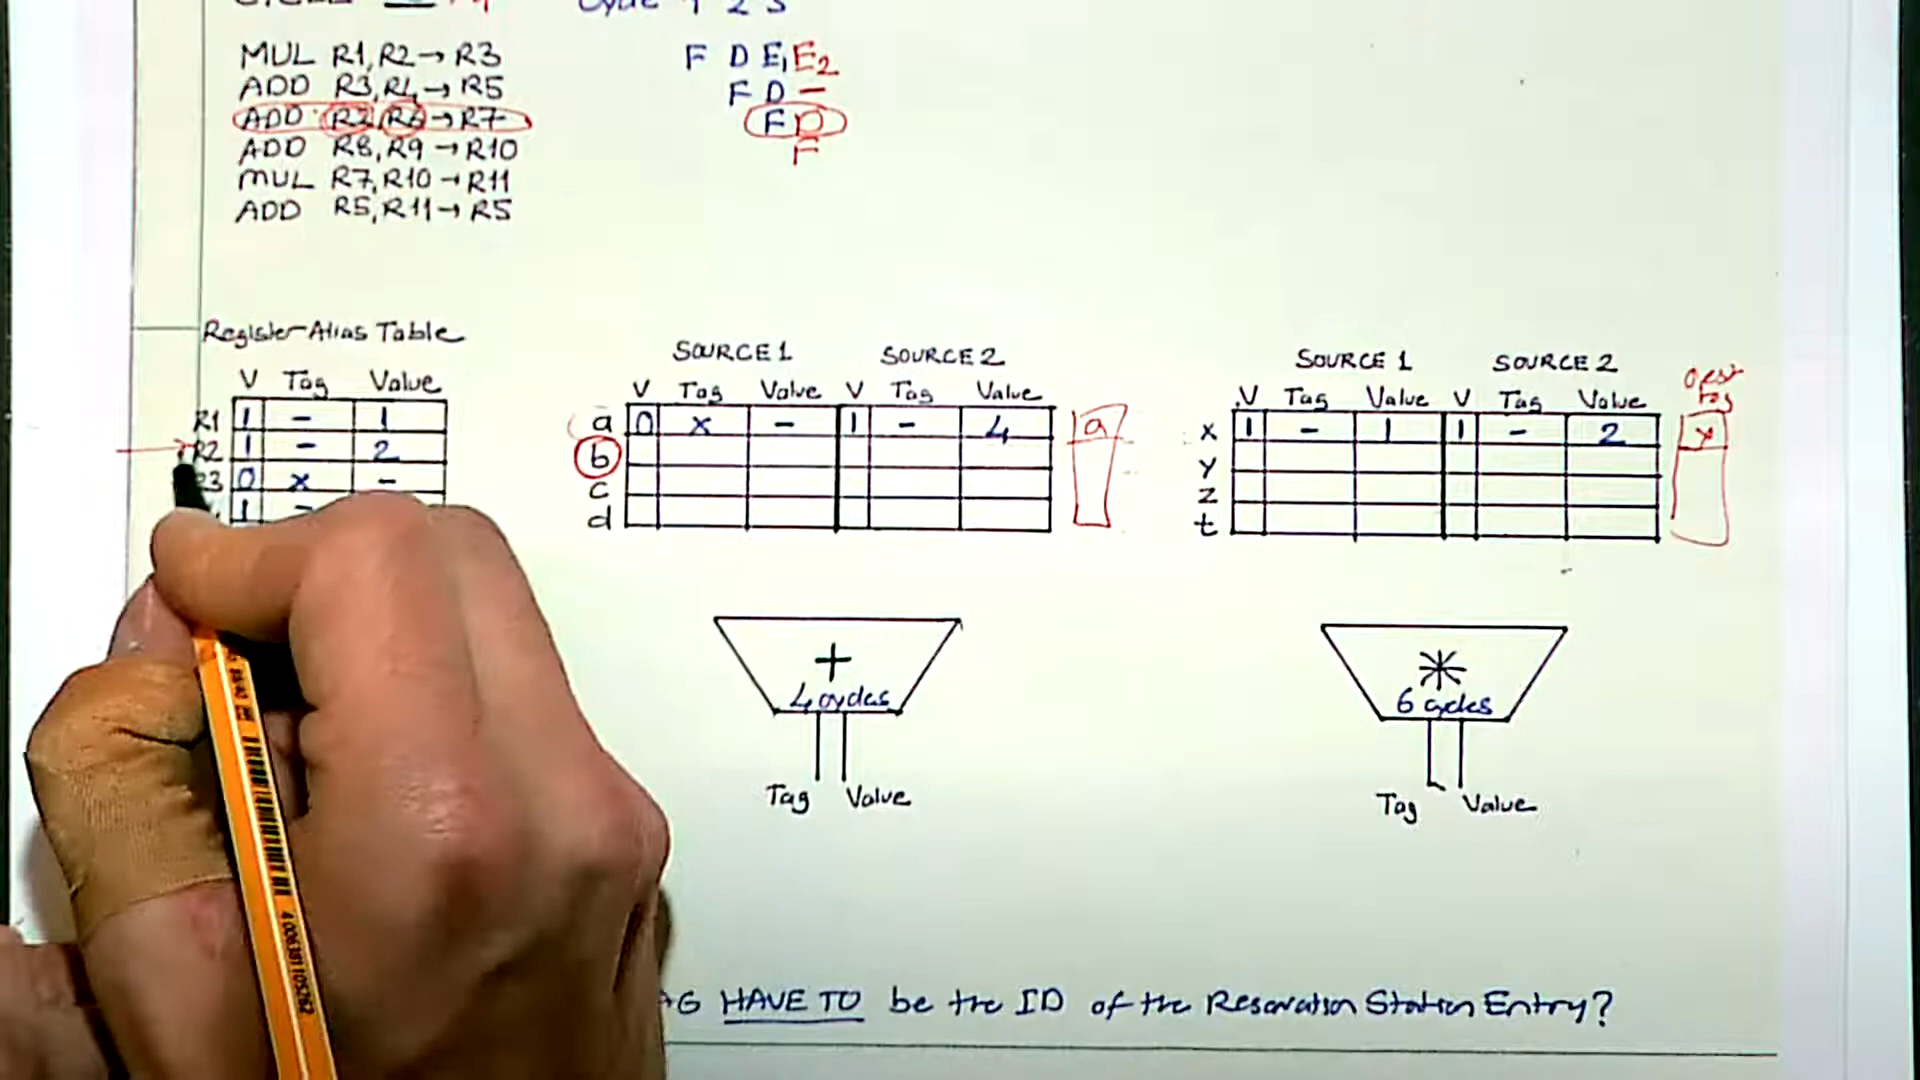 Cycle 1 2 3
MUL R1,R2→R3 F D E1 E2
ADD R3,R4→R5 F D –
ADD R2,R6→R7 F D
ADD R8,R9→R10 F
MUL R7,R10→R11
ADD R5,R11→R5
Register Alias Table
V Tag Value
R1 1 – 1
R2 1 – 2
R3 0 x –
1 –
SOURCE 1 SOURCE 2
V Tag Value V Tag Value
a 0 x – 1 – 4 a
b
c
d
SOURCE 1 SOURCE 2 Dest tag
V Tag Value V Tag Value
x 1 – 1 1 – 2 x
y
z
t
+
4 cycles
Tag Value
*
6 cycles
Tag Value
AG HAVE TO be the ID of the Reservation Station Entry?